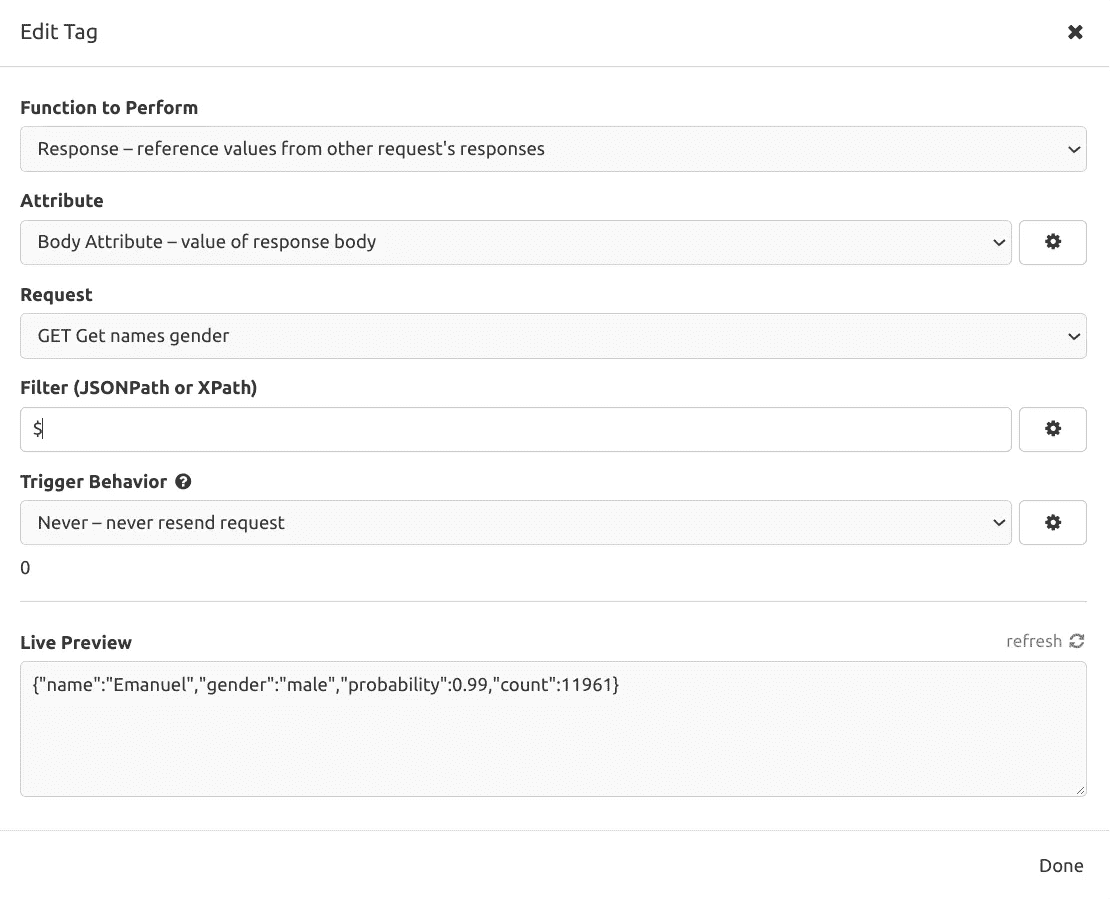 Edit Tag
Function to Perform
Response – reference values from other request's responses
Attribute
Body Attribute – value of response body
Request
GET Get names gender
Filter (JSONPath or XPath)
$
Trigger Behavior
Never – never resend request
0
Live Preview
refresh
{"name":"Emanuel","gender":"male","probability":0.99,"count":11961}
Done